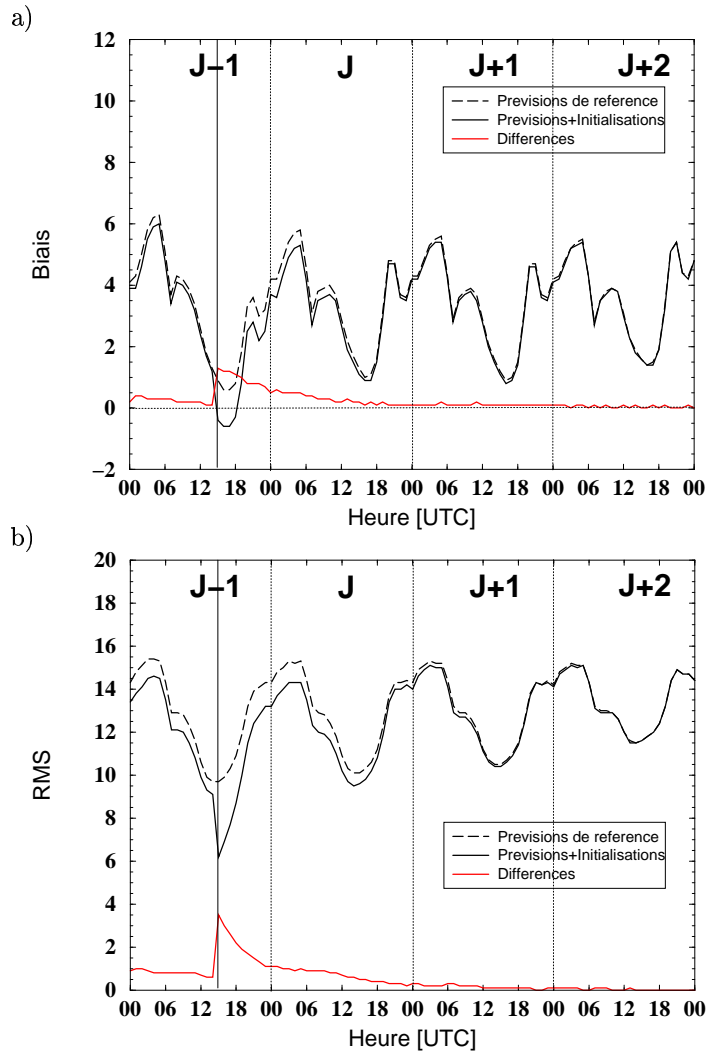 a)
12
10
8
6
4
2
0
−2
Biais
J−1 J J+1 J+2
Previsions de reference
Previsions+Initialisations
Differences
00 06 12 18 00 06 12 18 00 06 12 18 00 06 12 18 00
Heure [UTC]
b)
20
18
16
14
12
10
8
6
4
2
0
RMS
J−1 J J+1 J+2
Previsions de reference
Previsions+Initialisations
Differences
00 06 12 18 00 06 12 18 00 06 12 18 00 06 12 18 00
Heure [UTC]